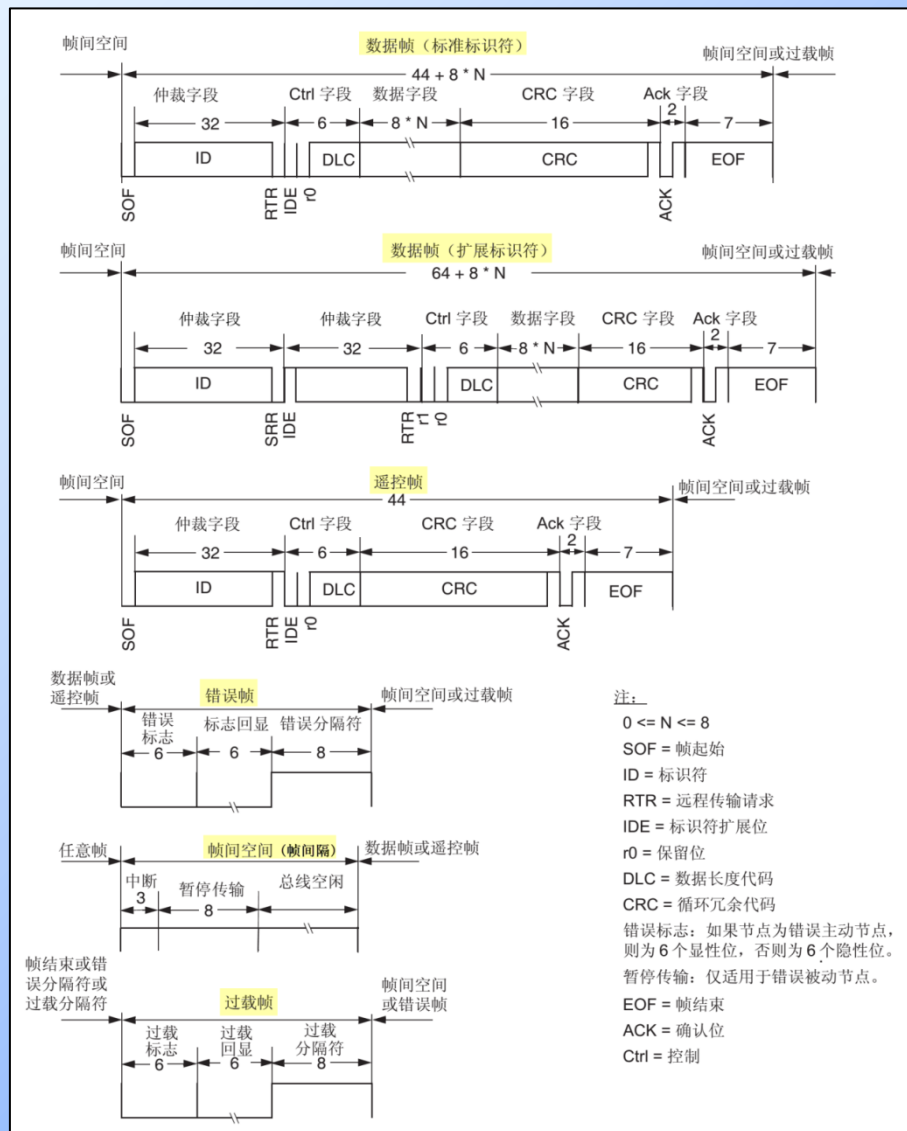 数据帧（标准标识符）
帧间空间
帧间空间或过载帧
44 + 8 * N
仲裁字段
Ctrl 字段
数据字段
CRC 字段
Ack 字段
32
6
8 * N
16
2
7
ID
DLC
CRC
EOF
SOF
RTR
IDE
r0
ACK
数据帧（扩展标识符）
帧间空间
帧间空间或过载帧
64 + 8 * N
仲裁字段
仲裁字段
Ctrl 字段
数据字段
CRC 字段
Ack 字段
32
32
6
8 * N
16
2
7
ID
DLC
CRC
EOF
SOF
SRR
IDE
RTR
r1
r0
ACK
遥控帧
帧间空间
帧间空间或过载帧
44
仲裁字段
Ctrl 字段
CRC 字段
Ack 字段
32
6
16
2
7
ID
DLC
CRC
EOF
SOF
RTR
IDE
r0
ACK
数据帧或
遥控帧
错误帧
帧间空间或过载帧
错误
标志
标志回显
错误分隔符
6
6
8
任意帧
帧间空间（帧间隔）
数据帧或遥控帧
中断
暂停传输
总线空闲
3
8
帧结束或错
误分隔符或
过载分隔符
过载帧
帧间空间
或错误帧
过载
标志
过载
回显
过载
分隔符
6
6
8
注：
0 <= N <= 8
SOF = 帧起始
ID = 标识符
RTR = 远程传输请求
IDE = 标识符扩展位
r0 = 保留位
DLC = 数据长度代码
CRC = 循环冗余代码
错误标志：如果节点为错误主动节点，
则为 6 个显性位，否则为 6 个隐性位。
暂停传输：仅适用于错误被动节点。
EOF = 帧结束
ACK = 确认位
Ctrl = 控制